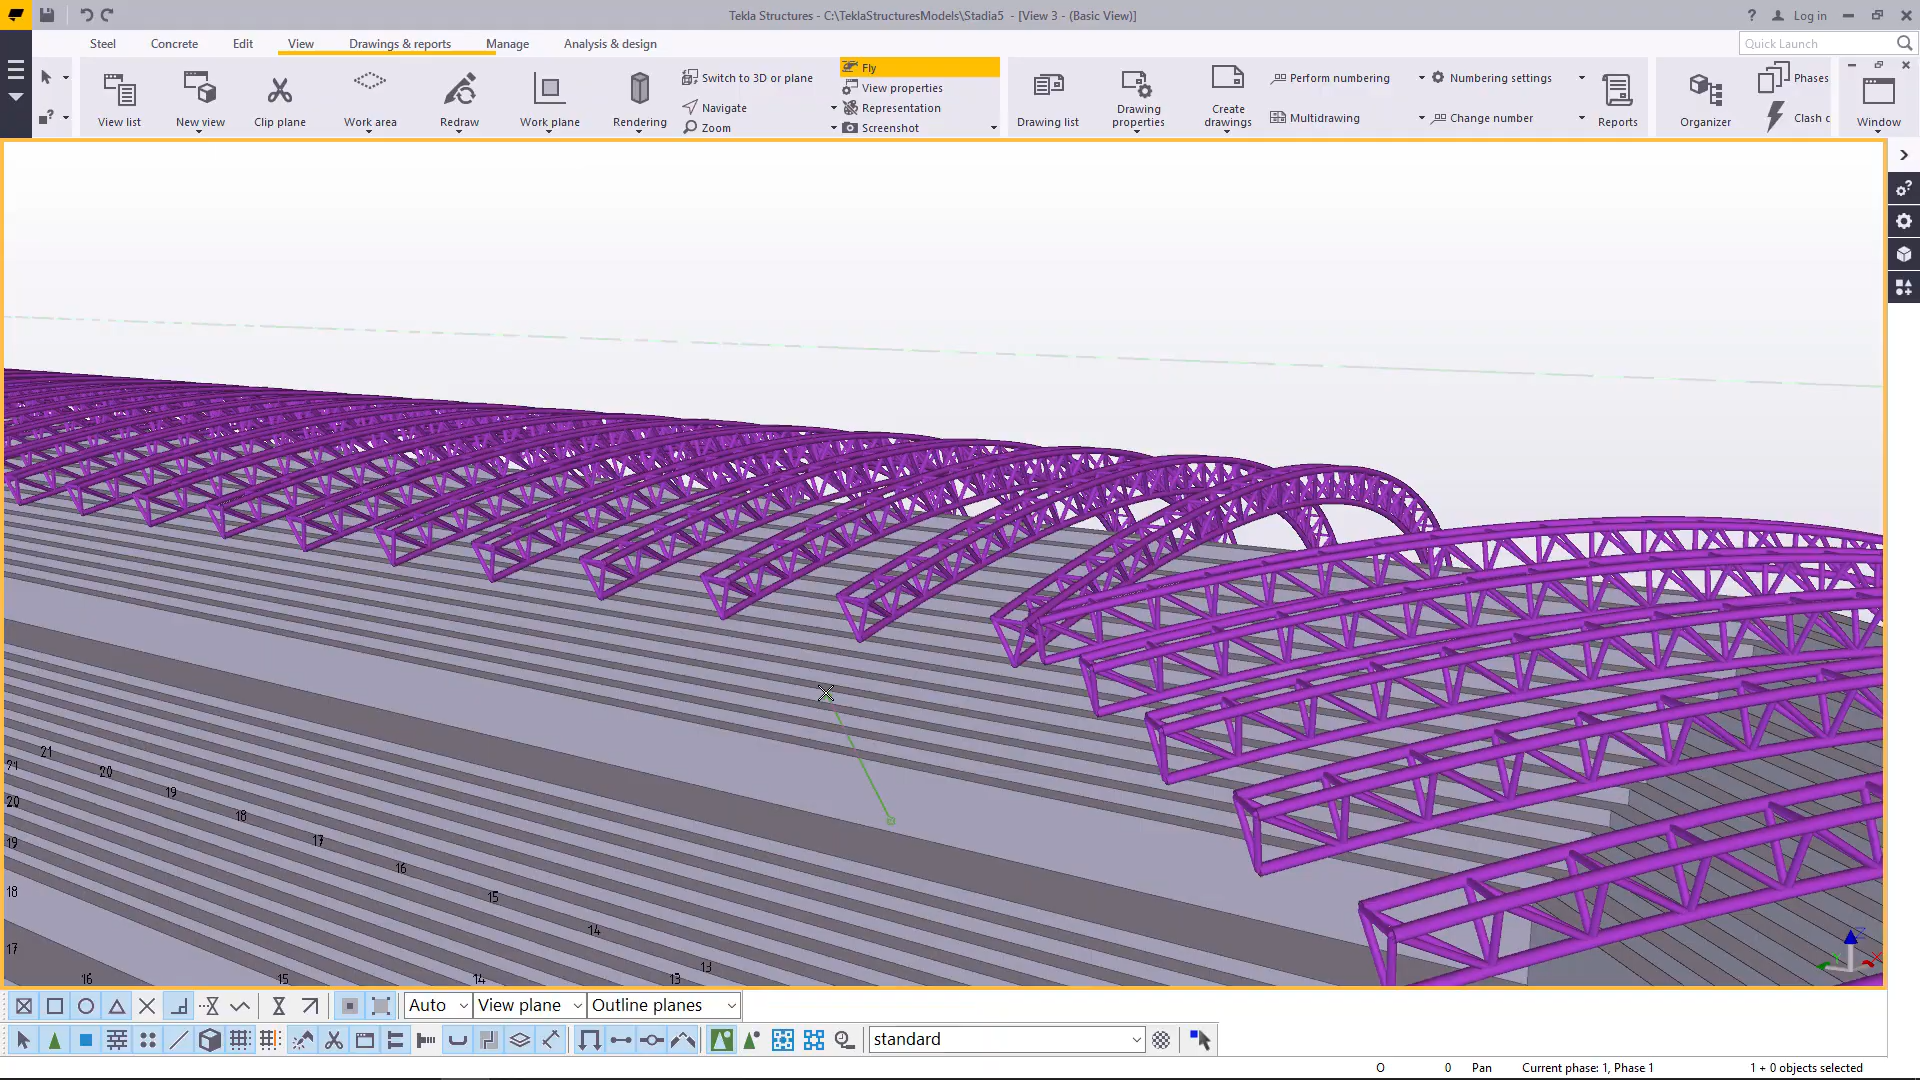 Tekla Structures - C:\TeklaStructuresModels\Stadia5 - [View 3 - (Basic View)]
? Log in
Steel Concrete Edit View Drawings & reports Manage Analysis & design
Quick Launch
View list
New view
Clip plane
Work area
Redraw
Work plane
Rendering
Switch to 3D or plane
Navigate
Zoom
Fly
View properties
Representation
Screenshot
Drawing list
Drawing
properties
Create
drawings
Perform numbering
Multidrawing
Numbering settings
Change number
Reports
Organizer
Phases
Clash c
Window
21
21
20
20
19
19
18
18
17
17
16
16
15
15
14
14
13
13
Z
Auto
View plane
Outline planes
standard
O 0 Pan Current phase: 1, Phase 1 1 + 0 objects selected